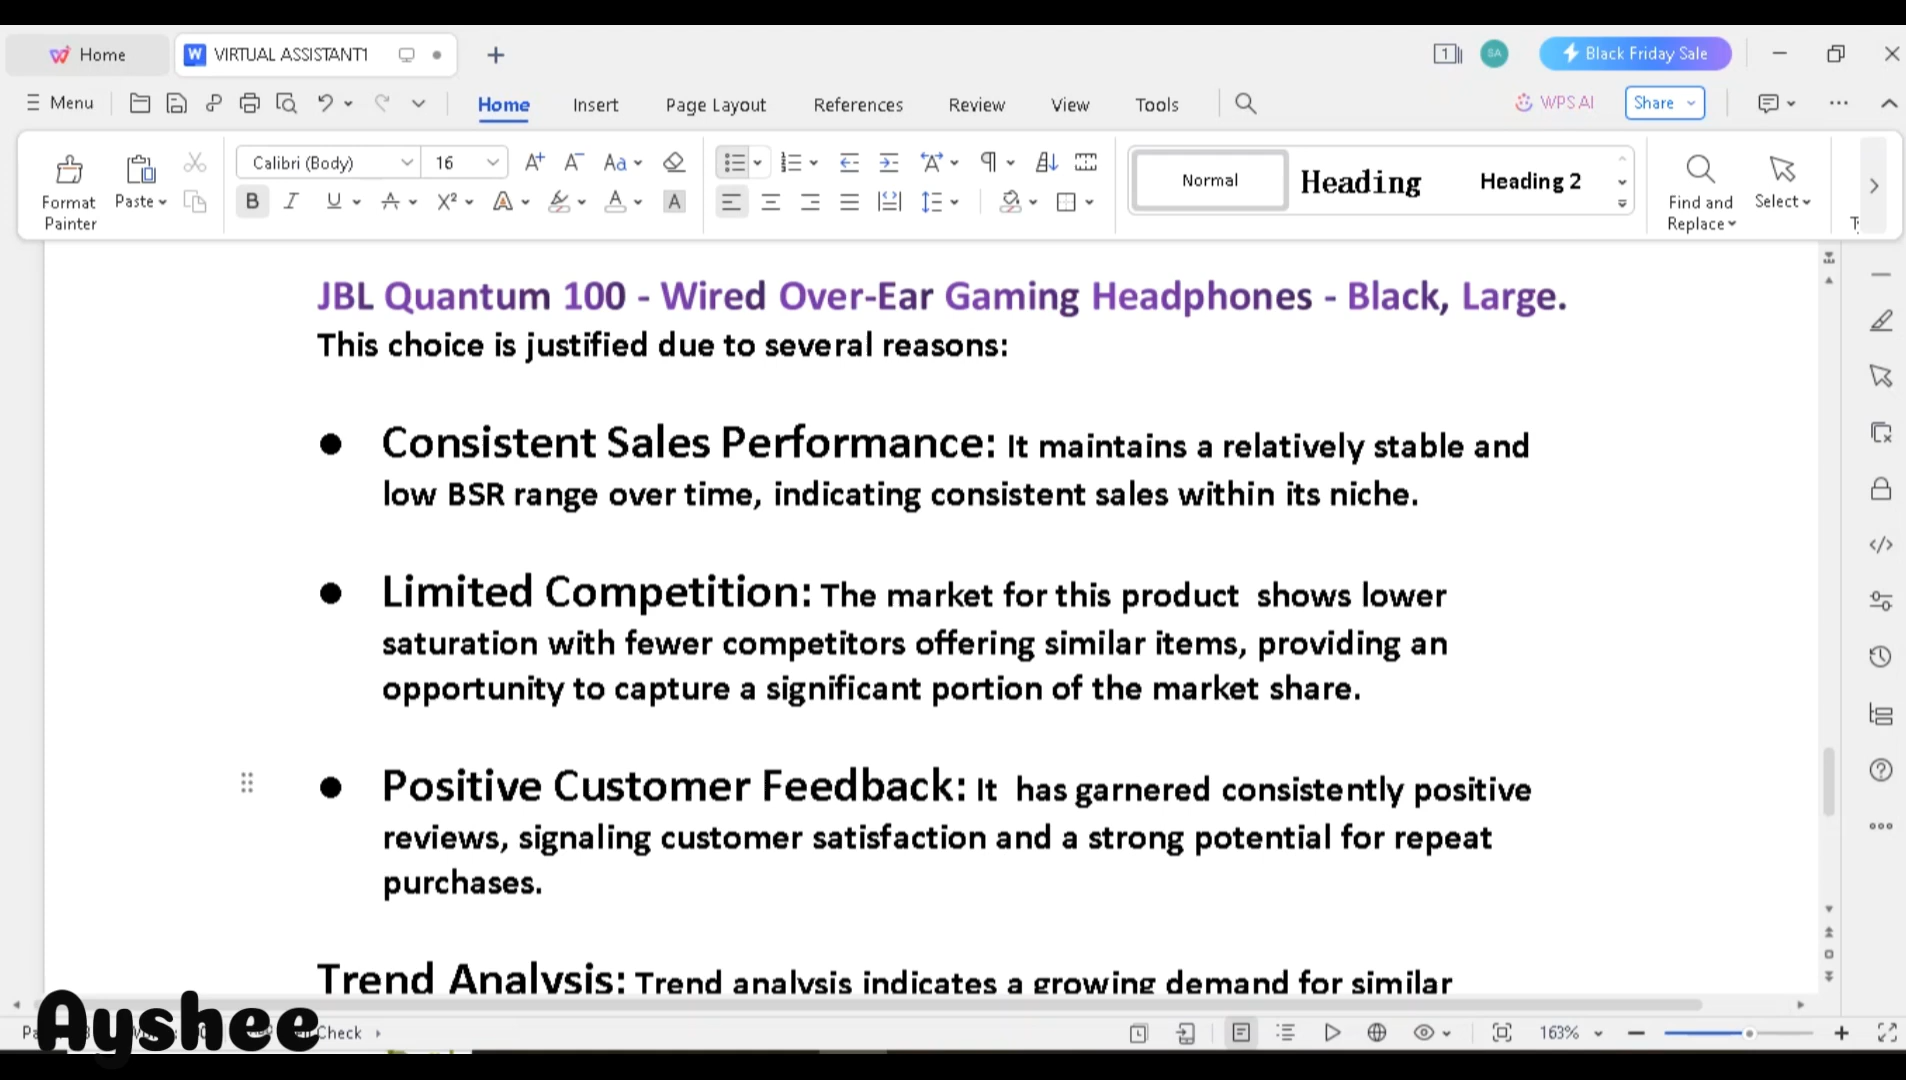 Home
VIRTUAL ASSISTANT1
SA
Black Friday Sale
Menu
Home Insert Page Layout References Review View Tools
WPS AI
Share
Format
Painter
Paste
Calibri (Body) 16
Normal
Heading
Heading 2
Find and
Replace
Select
JBL Quantum 100 - Wired Over-Ear Gaming Headphones - Black, Large.
This choice is justified due to several reasons:
● Consistent Sales Performance: It maintains a relatively stable and
low BSR range over time, indicating consistent sales within its niche.
● Limited Competition: The market for this product  shows lower
saturation with fewer competitors offering similar items, providing an
opportunity to capture a significant portion of the market share.
● Positive Customer Feedback: It  has garnered consistently positive
reviews, signaling customer satisfaction and a strong potential for repeat
purchases.
Trend Analysis: Trend analysis indicates a growing demand for similar
Ayshee
Check
163%